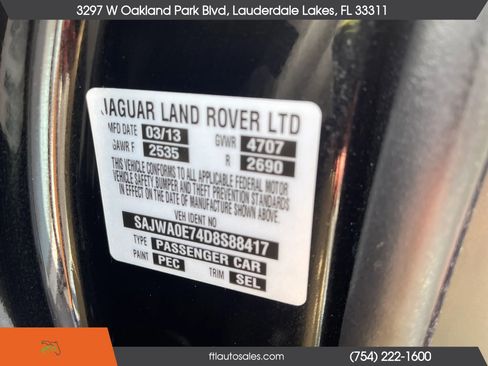 3297 W Oakland Park Blvd, Lauderdale Lakes, FL 33311
JAGUAR LAND ROVER LTD
MFD DATE 03/13 GVWR 4707
GAWR F 2535 R 2690
THIS VEHICLE CONFORMS TO ALL APPLICABLE FEDERAL MOTOR
VEHICLE SAFETY BUMPER AND THEFT PREVENTION STANDARDS
IN EFFECT ON THE DATE OF MANUFACTURE SHOWN
ABOVE.
VEH IDENT NO
SAJWA0E74D8S88417
TYPE PASSENGER CAR
PAINT PEC TRIM SEL
ftlautosales.com
(754) 222-1600